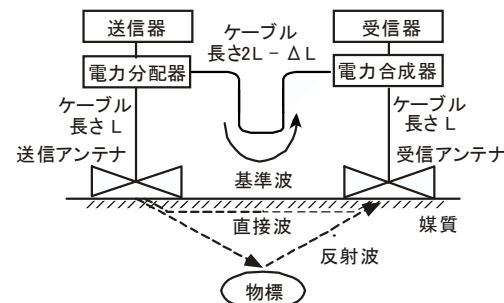 送信器
ケーブル
長さ2L - ΔL
受信器
電力分配器
電力合成器
ケーブル
長さ L
ケーブル
長さ L
送信アンテナ
受信アンテナ
基準波
直接波
媒質
反射波
物標